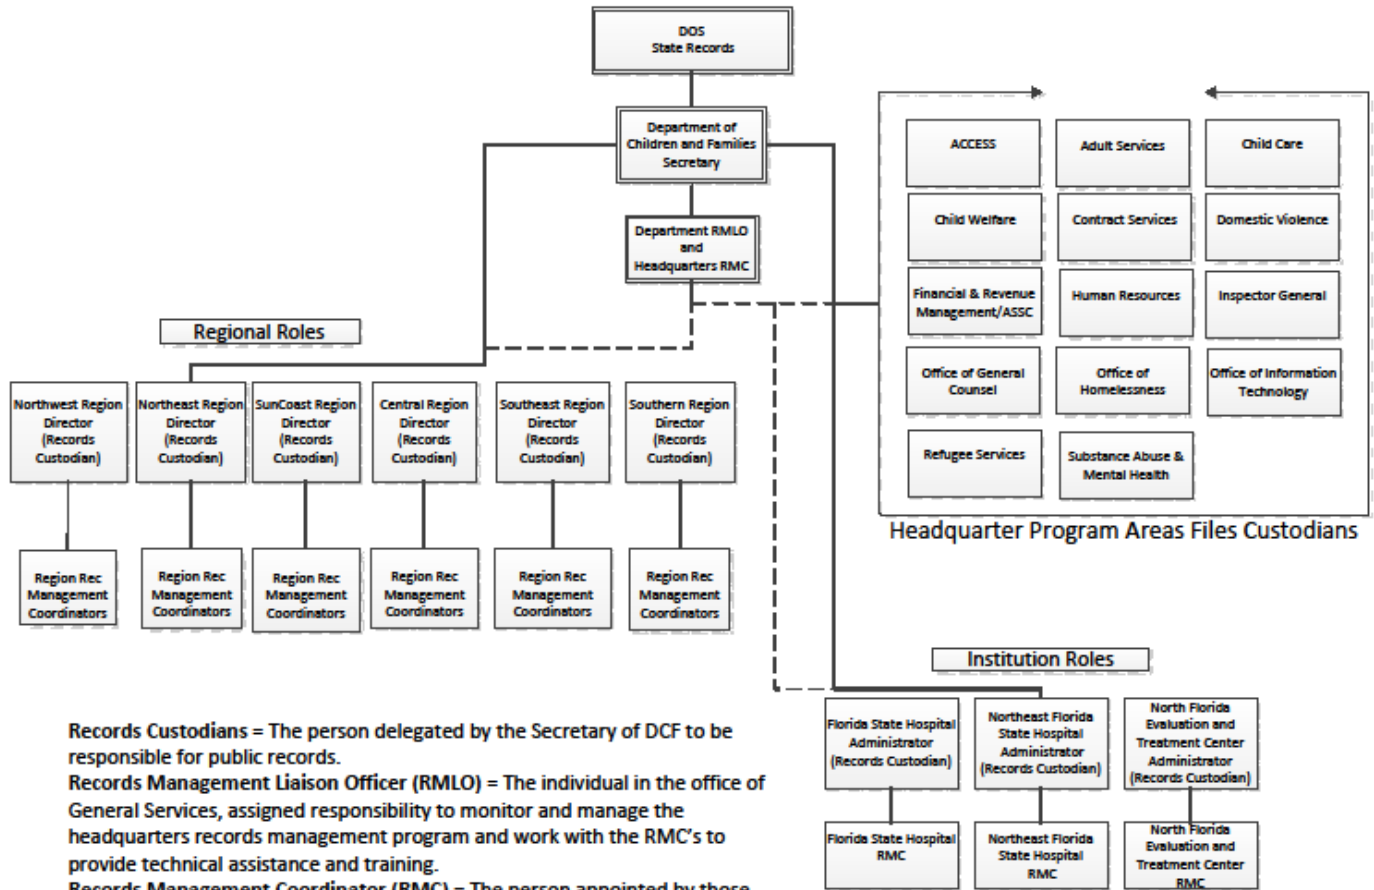 DOS
State Records
Department of
Children and Families
Secretary
Department RMLO
and
Headquarters RMC
ACCESS
Adult Services
Child Care
Child Welfare
Contract Services
Domestic Violence
Financial & Revenue
Management/ASSC
Human Resources
Inspector General
Office of General
Counsel
Office of
Homelessness
Office of Information
Technology
Refugee Services
Substance Abuse &
Mental Health
Headquarter Program Areas Files Custodians
Regional Roles
Northwest Region
Director
(Records
Custodian)
Northeast Region
Director
(Records
Custodian)
SunCoast Region
Director
(Records
Custodian)
Central Region
Director
(Records
Custodian)
Southeast Region
Director
(Records
Custodian)
Southern Region
Director
(Records
Custodian)
Region Rec
Management
Coordinators
Region Rec
Management
Coordinators
Region Rec
Management
Coordinators
Region Rec
Management
Coordinators
Region Rec
Management
Coordinators
Region Rec
Management
Coordinators
Institution Roles
Florida State Hospital
Administrator
(Records Custodian)
Northeast Florida
State Hospital
Administrator
(Records Custodian)
North Florida
Evaluation and
Treatment Center
Administrator
(Records Custodian)
Florida State Hospital
RMC
Northeast Florida
State Hospital
RMC
North Florida
Evaluation and
Treatment Center
RMC
Records Custodians = The person delegated by the Secretary of DCF to be
responsible for public records.
Records Management Liaison Officer (RMLO) = The individual in the office of
General Services, assigned responsibility to monitor and manage the
headquarters records management program and work with the RMC's to
provide technical assistance and training.
Records Management Coordinator (RMC) = The person appointed by those